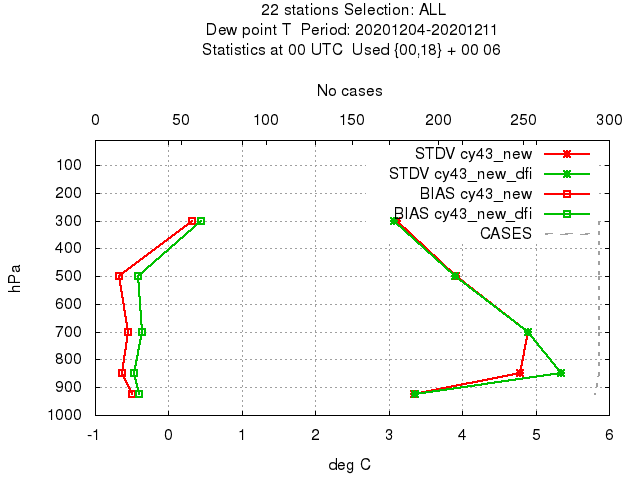 22 stations Selection: ALL
Dew point T  Period: 20201204-20201211
Statistics at 00 UTC  Used {00,18} + 00 06
No cases
0 50 100 150 200 250 300
STDV cy43_new
STDV cy43_new_dfi
BIAS cy43_new
BIAS cy43_new_dfi
CASES
hPa
100
200
300
400
500
600
700
800
900
1000
-1 0 1 2 3 4 5 6
deg C